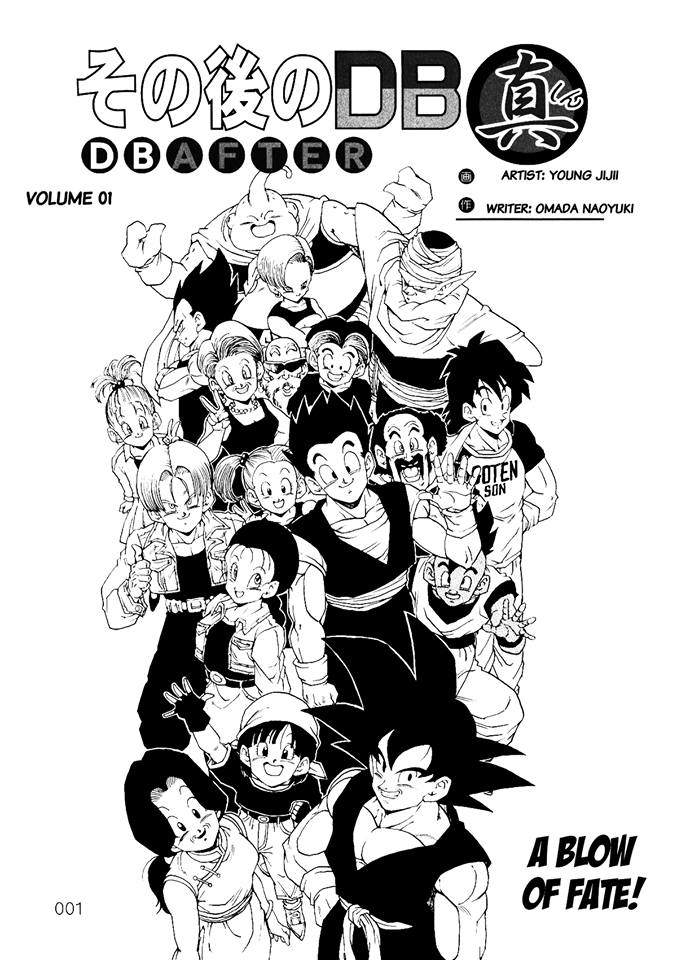 その後のDB 真 しん
DBAFTER
画 ARTIST: YOUNG JIJII
VOLUME 01
作 WRITER: OMADA NAOYUKI
GOTEN
SON
A BLOW
OF FATE!
001